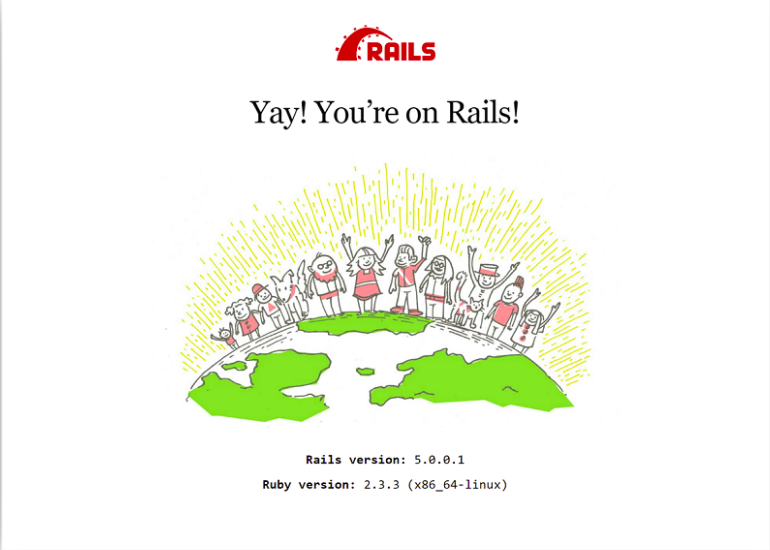 RAILS
Yay! You’re on Rails!
Rails version: 5.0.0.1
Ruby version: 2.3.3 (x86_64-linux)